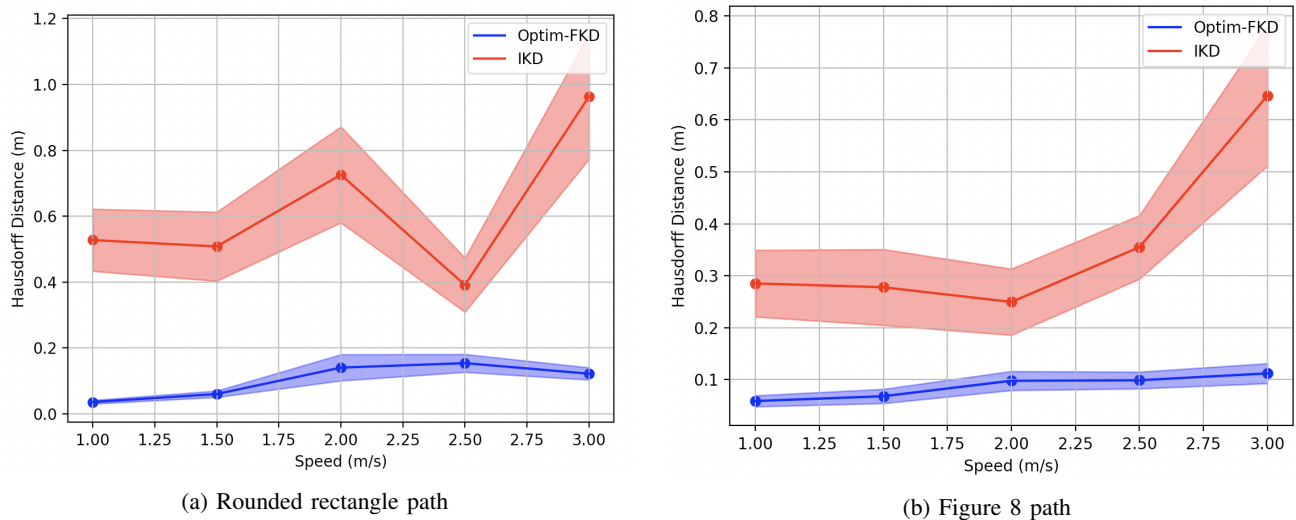 Hausdorff Distance (m)
1.2
1.0
0.8
0.6
0.4
0.2
0.0
Optim-FKD
IKD
1.00 1.25 1.50 1.75 2.00 2.25 2.50 2.75 3.00
Speed (m/s)
(a) Rounded rectangle path
Hausdorff Distance (m)
0.8
0.7
0.6
0.5
0.4
0.3
0.2
0.1
Optim-FKD
IKD
1.00 1.25 1.50 1.75 2.00 2.25 2.50 2.75 3.00
Speed (m/s)
(b) Figure 8 path